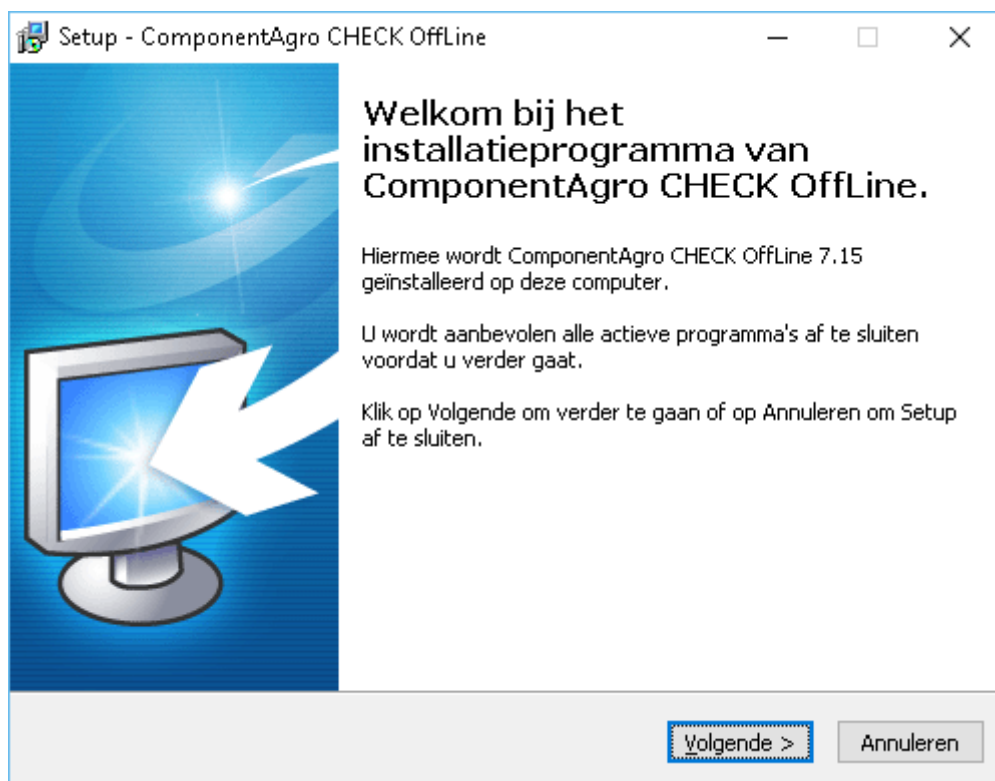 Setup - ComponentAgro CHECK OffLine
Welkom bij het
installatieprogramma van
ComponentAgro CHECK OffLine.
Hiermee wordt ComponentAgro CHECK OffLine 7.15
geïnstalleerd op deze computer.
U wordt aanbevolen alle actieve programma's af te sluiten
voordat u verder gaat.
Klik op Volgende om verder te gaan of op Annuleren om Setup
af te sluiten.
Volgende >
Annuleren